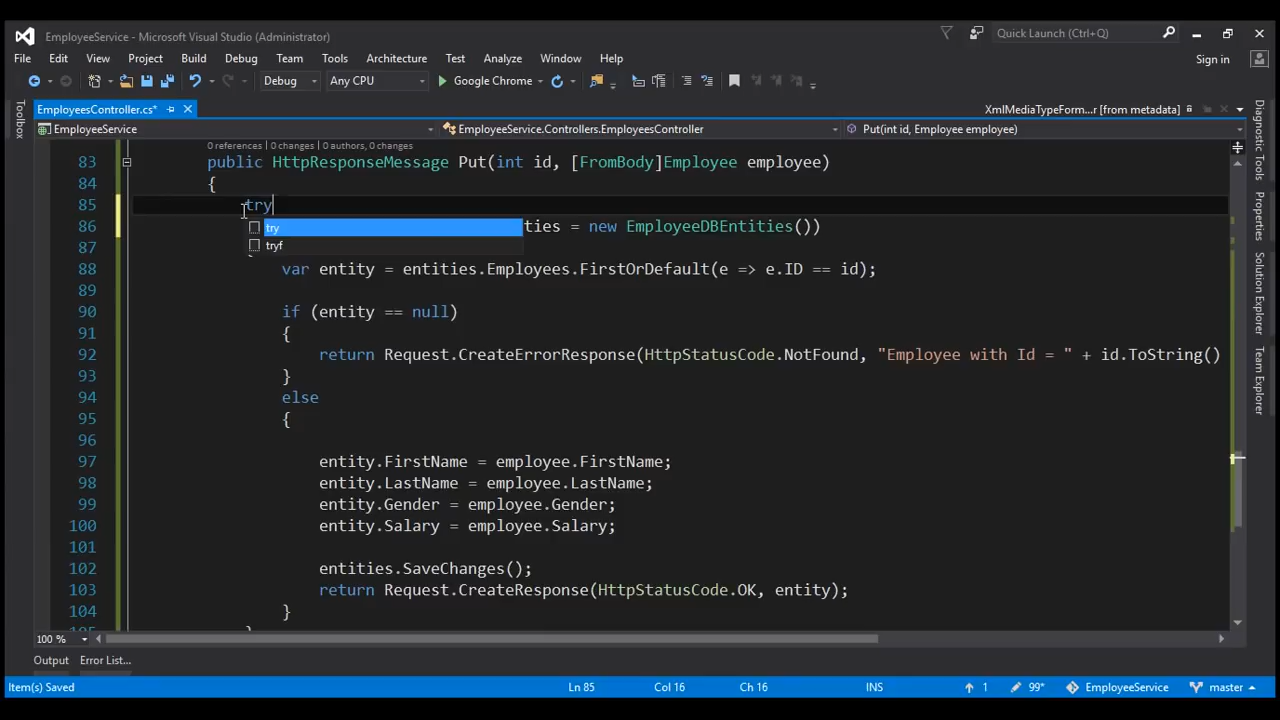 EmployeeService - Microsoft Visual Studio (Administrator)
Quick Launch (Ctrl+Q)
File Edit View Project Build Debug Team Tools Architecture Test Analyze Window Help
Sign in
Debug Any CPU Google Chrome
EmployeesController.cs*
XmlMediaTypeForm...r [from metadata]
EmployeeService
EmployeeService.Controllers.EmployeesController
Put(int id, Employee employee)
Toolbox
Diagnostic Tools
Properties
Solution Explorer
Team Explorer
0 references | 0 changes | 0 authors, 0 changes
83 public HttpResponseMessage Put(int id, [FromBody]Employee employee)
84 {
85 try
try
tryf
86 ties = new EmployeeDBEntities())
87
88 var entity = entities.Employees.FirstOrDefault(e => e.ID == id);
89
90 if (entity == null)
91 {
92 return Request.CreateErrorResponse(HttpStatusCode.NotFound, "Employee with Id = " + id.ToString()
93 }
94 else
95 {
96
97 entity.FirstName = employee.FirstName;
98 entity.LastName = employee.LastName;
99 entity.Gender = employee.Gender;
100 entity.Salary = employee.Salary;
101
102 entities.SaveChanges();
103 return Request.CreateResponse(HttpStatusCode.OK, entity);
104 }
100 %
Output Error List...
Item(s) Saved Ln 85 Col 16 Ch 16 INS 1 99* EmployeeService master